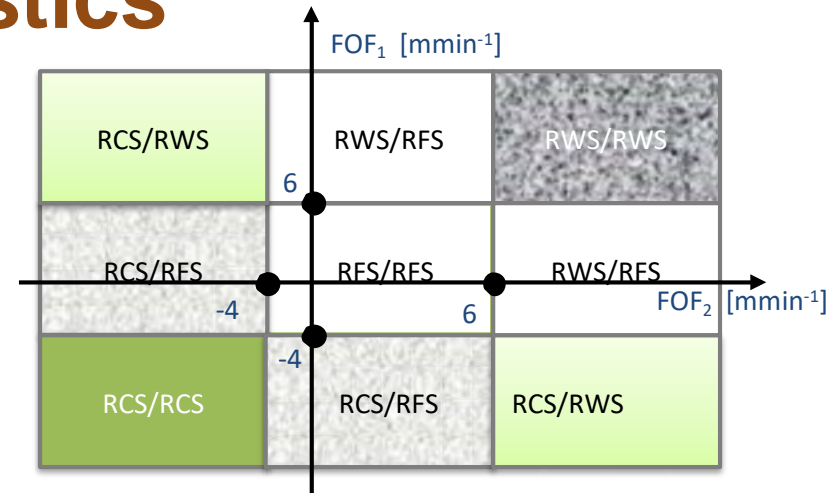 stics
FOF₁ [mmin⁻¹]
RCS/RWS RWS/RFS RWS/RWS
6
RCS/RFS RFS/RFS RWS/RFS
-4 6 FOF₂ [mmin⁻¹]
-4
RCS/RCS RCS/RFS RCS/RWS